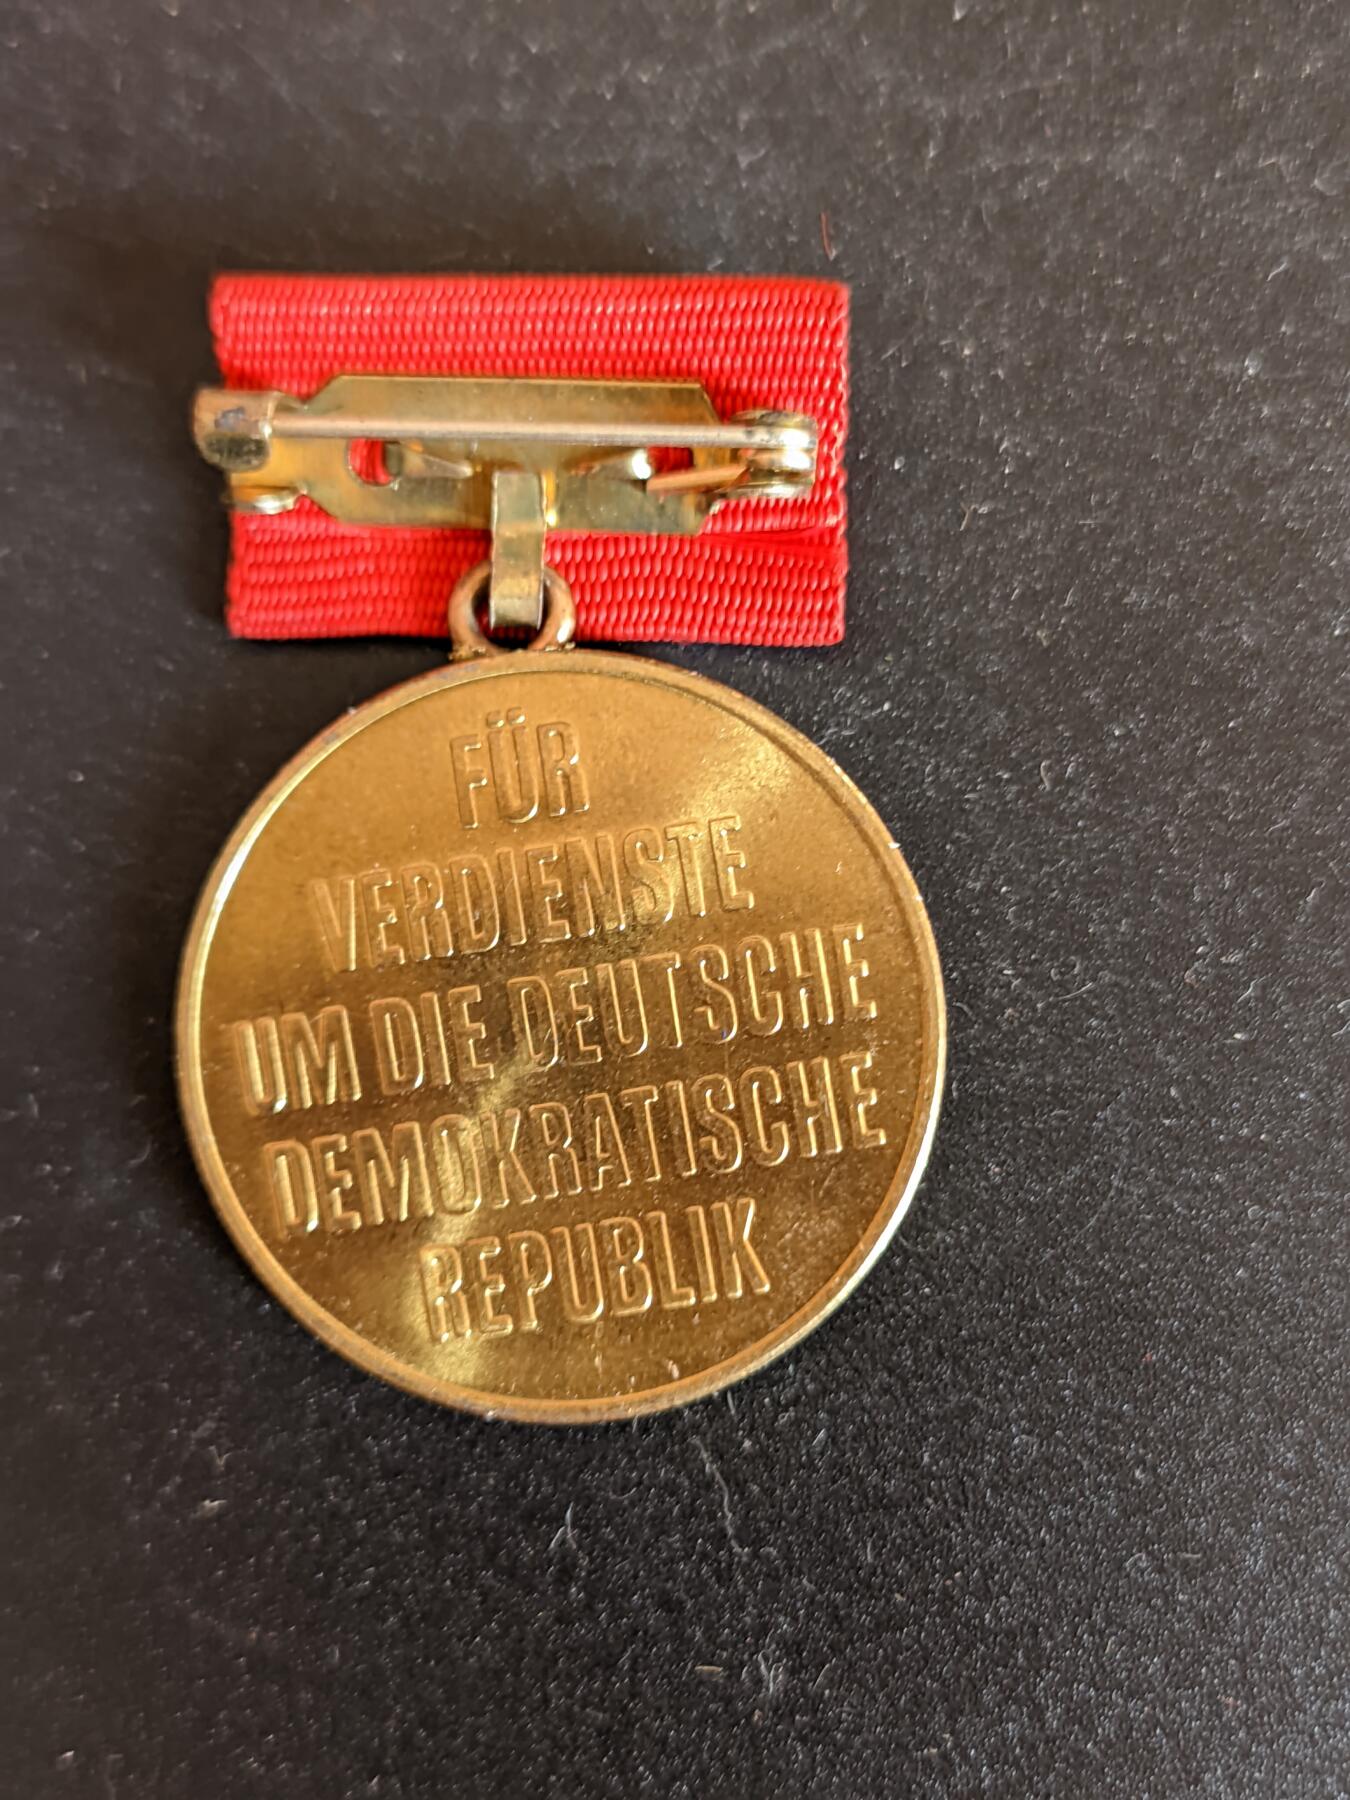 FÜR
VERDIENSTE
UM DIE DEUTSCHE
DEMOKRATISCHE
REPUBLIK